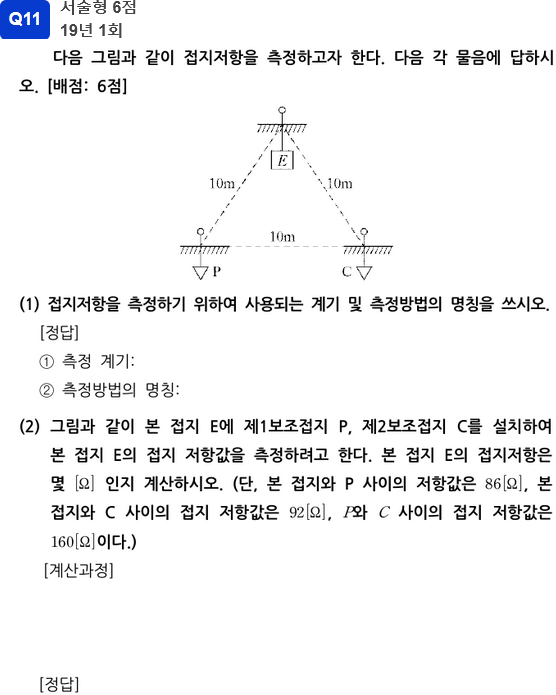 Q11
서술형 6점
19년 1회
다음 그림과 같이 접지저항을 측정하고자 한다. 다음 각 물음에 답하시
오. [배점: 6점]
E
10m
10m
10m
P
C
(1) 접지저항을 측정하기 위하여 사용되는 계기 및 측정방법의 명칭을 쓰시오.
[정답]
① 측정 계기:
② 측정방법의 명칭:
(2) 그림과 같이 본 접지 E에 제1보조접지 P, 제2보조접지 C를 설치하여
본 접지 E의 접지 저항값을 측정하려고 한다. 본 접지 E의 접지저항은
몇 [Ω] 인지 계산하시오. (단, 본 접지와 P 사이의 저항값은 86[Ω], 본
접지와 C 사이의 접지 저항값은 92[Ω], P와 C 사이의 접지 저항값은
160[Ω]이다.)
[계산과정]
[정답]